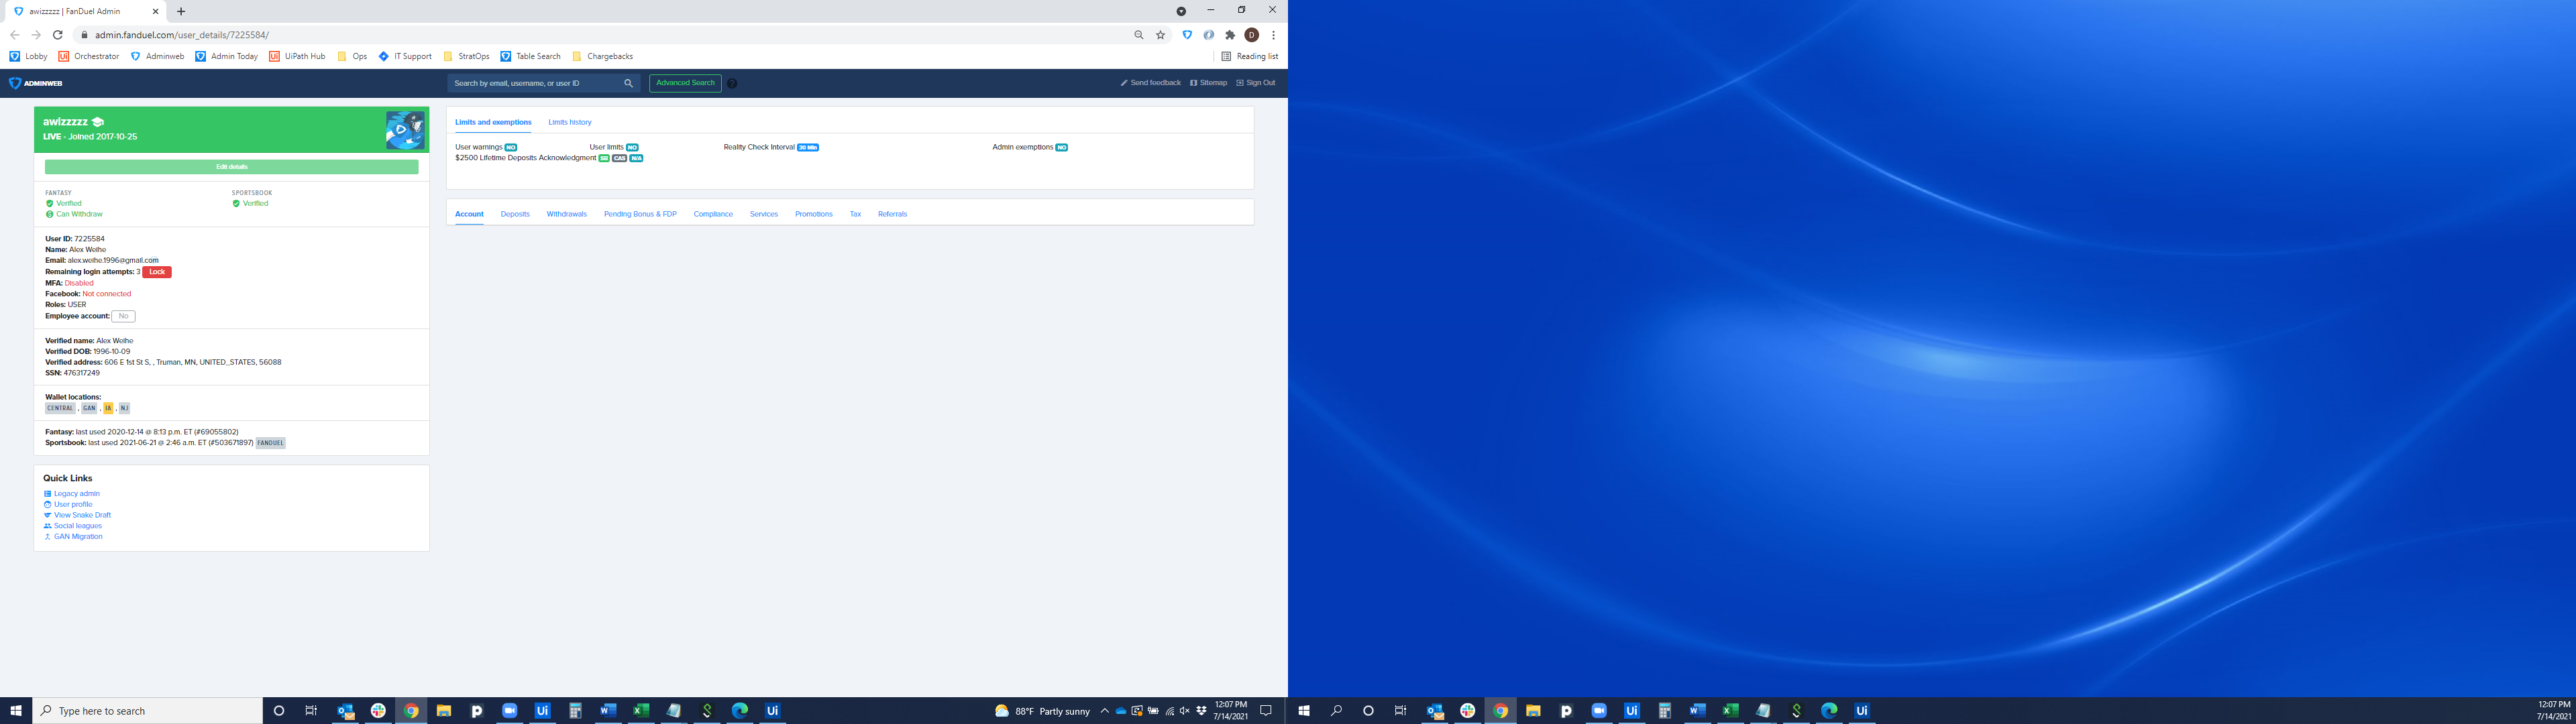 awizzzzz | FanDuel Admin
admin.fanduel.com/user_details/7225584/
D
Lobby
Orchestrator
Adminweb
Admin Today
UiPath Hub
Ops
IT Support
StratOps
Table Search
Chargebacks
Reading list
ADMINWEB
Search by email, username, or user ID
Advanced Search
Send feedback
Sitemap
Sign Out
awizzzzz
LIVE - Joined 2017-10-25
Edit details
FANTASY
Verified
Can Withdraw
SPORTSBOOK
Verified
User ID: 7225584
Name: Alex Weihe
Email: alex.weihe.1996@gmail.com
Remaining login attempts: 3 Lock
MFA: Disabled
Facebook: Not connected
Roles: USER
Employee account: No
Verified name: Alex Weihe
Verified DOB: 1996-10-09
Verified address: 606 E 1st St S, , Truman, MN, UNITED_STATES, 56088
SSN: [redacted]
Wallet locations:
CENTRAL , GAN , IA , NJ
Fantasy: last used 2020-12-14 @ 8:13 p.m. ET (#69055802)
Sportsbook: last used 2021-06-21 @ 2:46 a.m. ET (#503671897) FANDUEL
Quick Links
Legacy admin
User profile
View Snake Draft
Social leagues
GAN Migration
Limits and exemptions
Limits history
User warnings NO
User limits NO
Reality Check Interval 30 Min
Admin exemptions NO
$2500 Lifetime Deposits Acknowledgment SB CAS N/A
Account
Deposits
Withdrawals
Pending Bonus & FDP
Compliance
Services
Promotions
Tax
Referrals
Type here to search
88°F Partly sunny
12:07 PM
7/14/2021
12:07 PM
7/14/2021